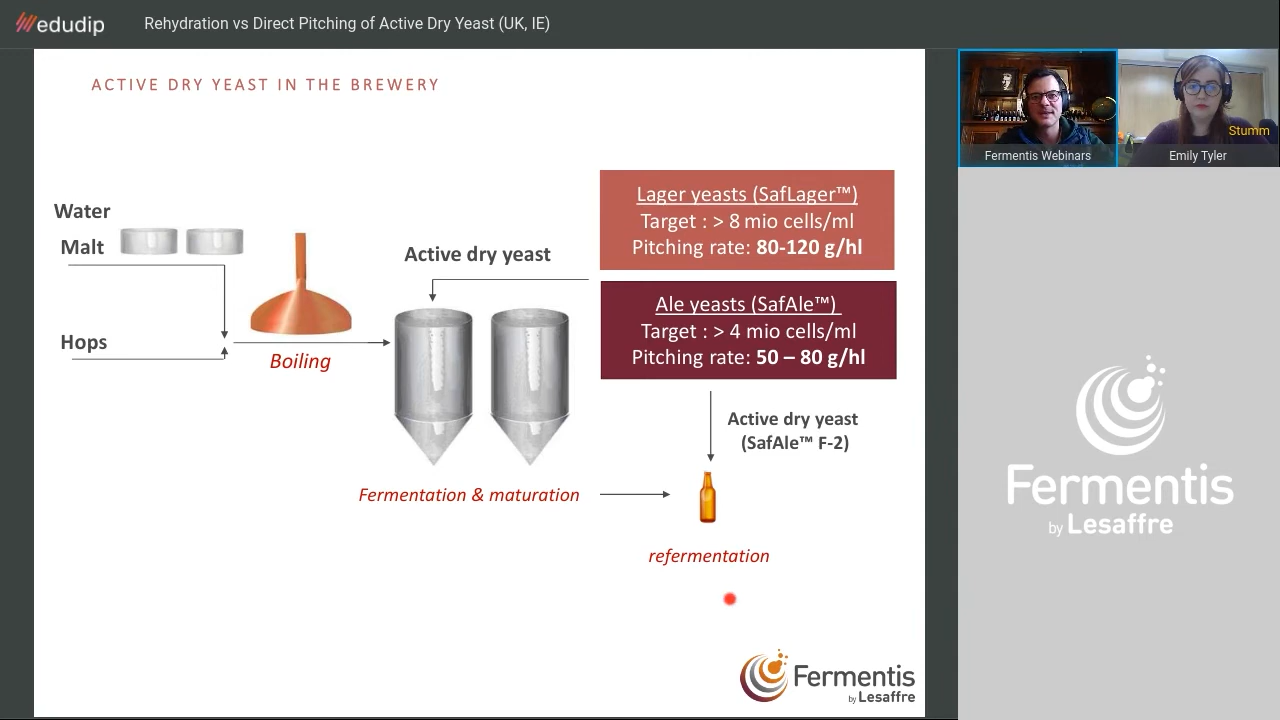 edudip
Rehydration vs Direct Pitching of Active Dry Yeast (UK, IE)
ACTIVE DRY YEAST IN THE BREWERY
Water
Malt
Hops
Boiling
Active dry yeast
Lager yeasts (SafLager™)
Target : > 8 mio cells/ml
Pitching rate: 80-120 g/hl
Ale yeasts (SafAle™)
Target : > 4 mio cells/ml
Pitching rate: 50 – 80 g/hl
Active dry yeast
(SafAle™ F-2)
Fermentation & maturation
refermentation
Fermentis
by Lesaffre
Fermentis Webinars
Stumm
Emily Tyler
Fermentis
by Lesaffre